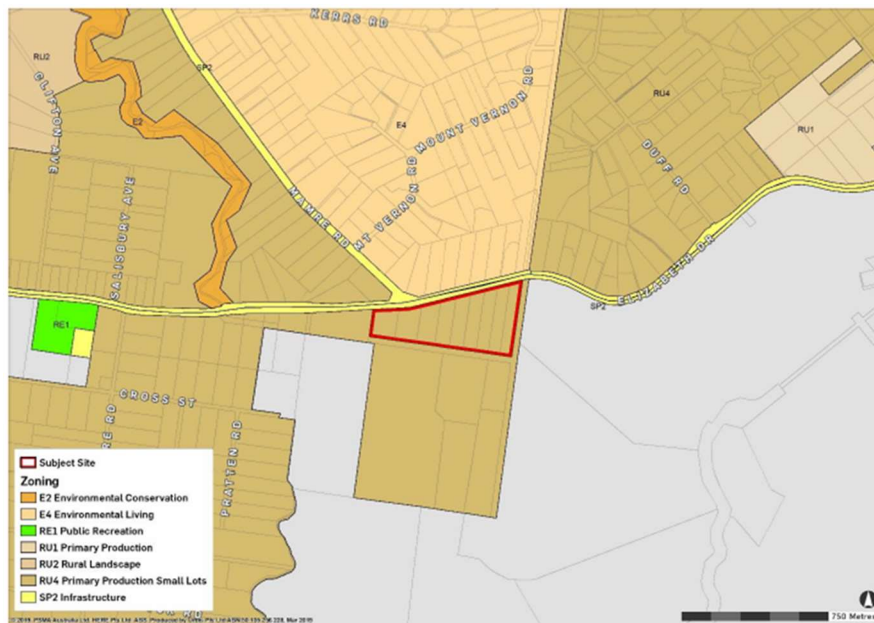 KERRS RD
RU2
SP2
CLIFTON AVE
E2
E4
RU4
MOUNT VERNON RD
RU1
DUFF RD
MAMRE RD
MT VERNON RD
SALISBURY AVE
ELIZABETH DR
SP2
RE1
CROSS ST
RE RD
PRATTEN RD
Subject Site
Zoning
E2 Environmental Conservation
E4 Environmental Living
RE1 Public Recreation
RU1 Primary Production
RU2 Rural Landscape
RU4 Primary Production Small Lots
SP2 Infrastructure
750 Metres